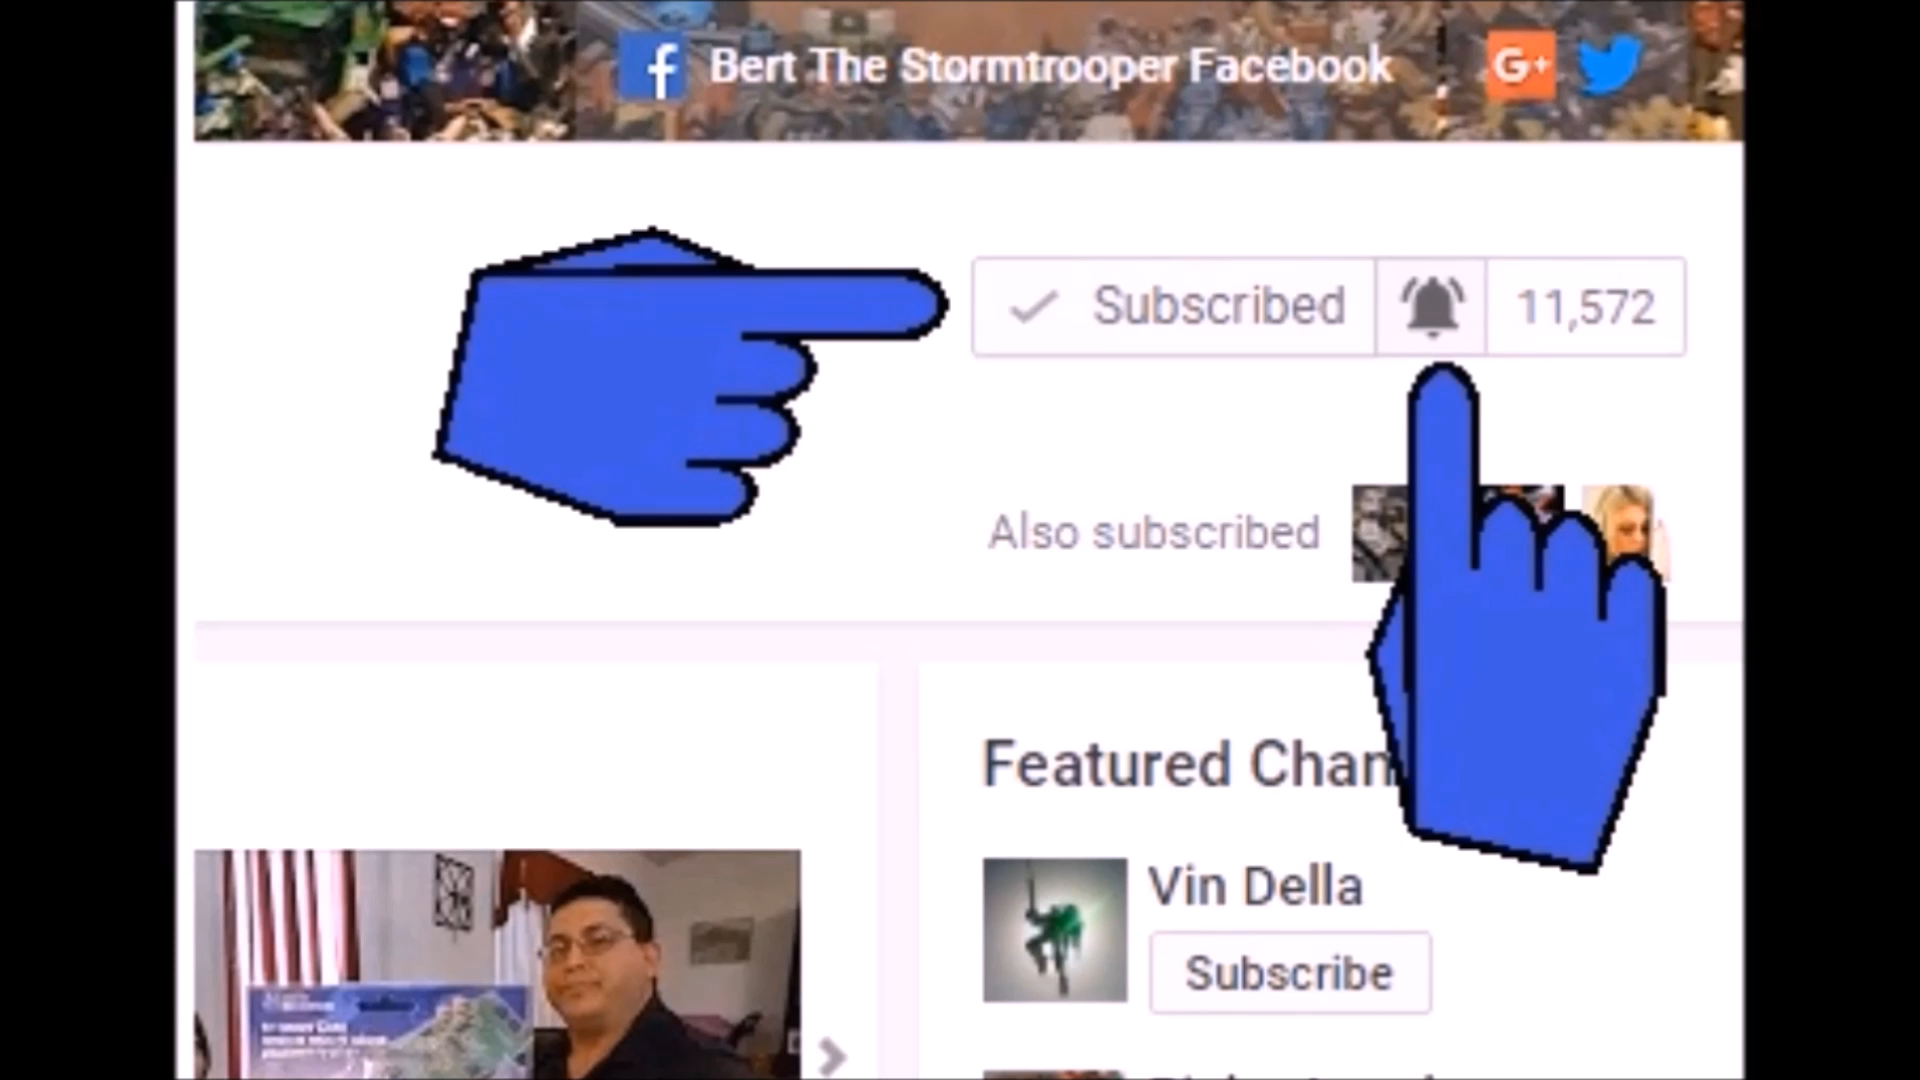 f Bert The Stormtrooper Facebook G+
Subscribed 11,572
Also subscribed
Featured Chan
Vin Della
Subscribe